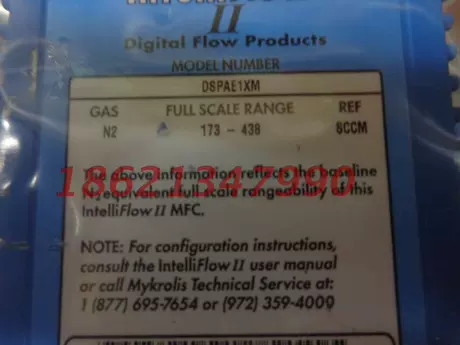 II
Digital Flow Products
MODEL NUMBER
DSPAE1XM
GAS FULL SCALE RANGE REF
N2 173 - 438 SCCM
The above information reflects the baseline
18621347990
N2 equivalent full scale rangeability of this
IntelliFlow II MFC.
NOTE: For configuration instructions,
consult the IntelliFlow II user manual
or call Mykrolis Technical Service at:
1 (877) 695-7654 or (972) 359-4000